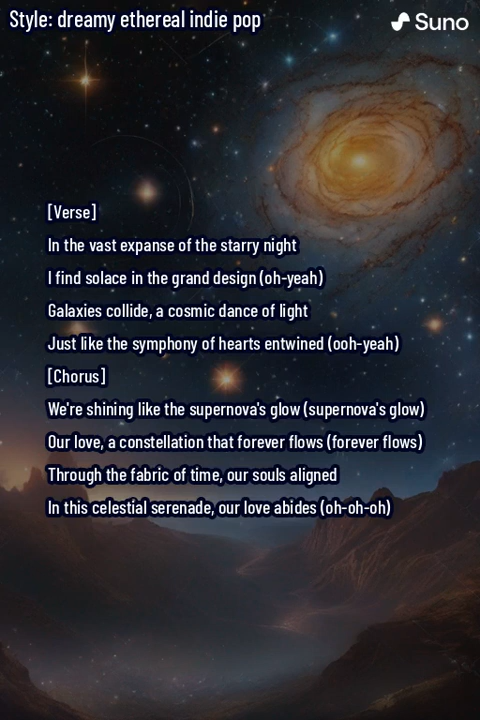 Style: dreamy ethereal indie pop
Suno
[Verse]
In the vast expanse of the starry night
I find solace in the grand design (oh-yeah)
Galaxies collide, a cosmic dance of light
Just like the symphony of hearts entwined (ooh-yeah)
[Chorus]
We're shining like the supernova's glow (supernova's glow)
Our love, a constellation that forever flows (forever flows)
Through the fabric of time, our souls aligned
In this celestial serenade, our love abides (oh-oh-oh)